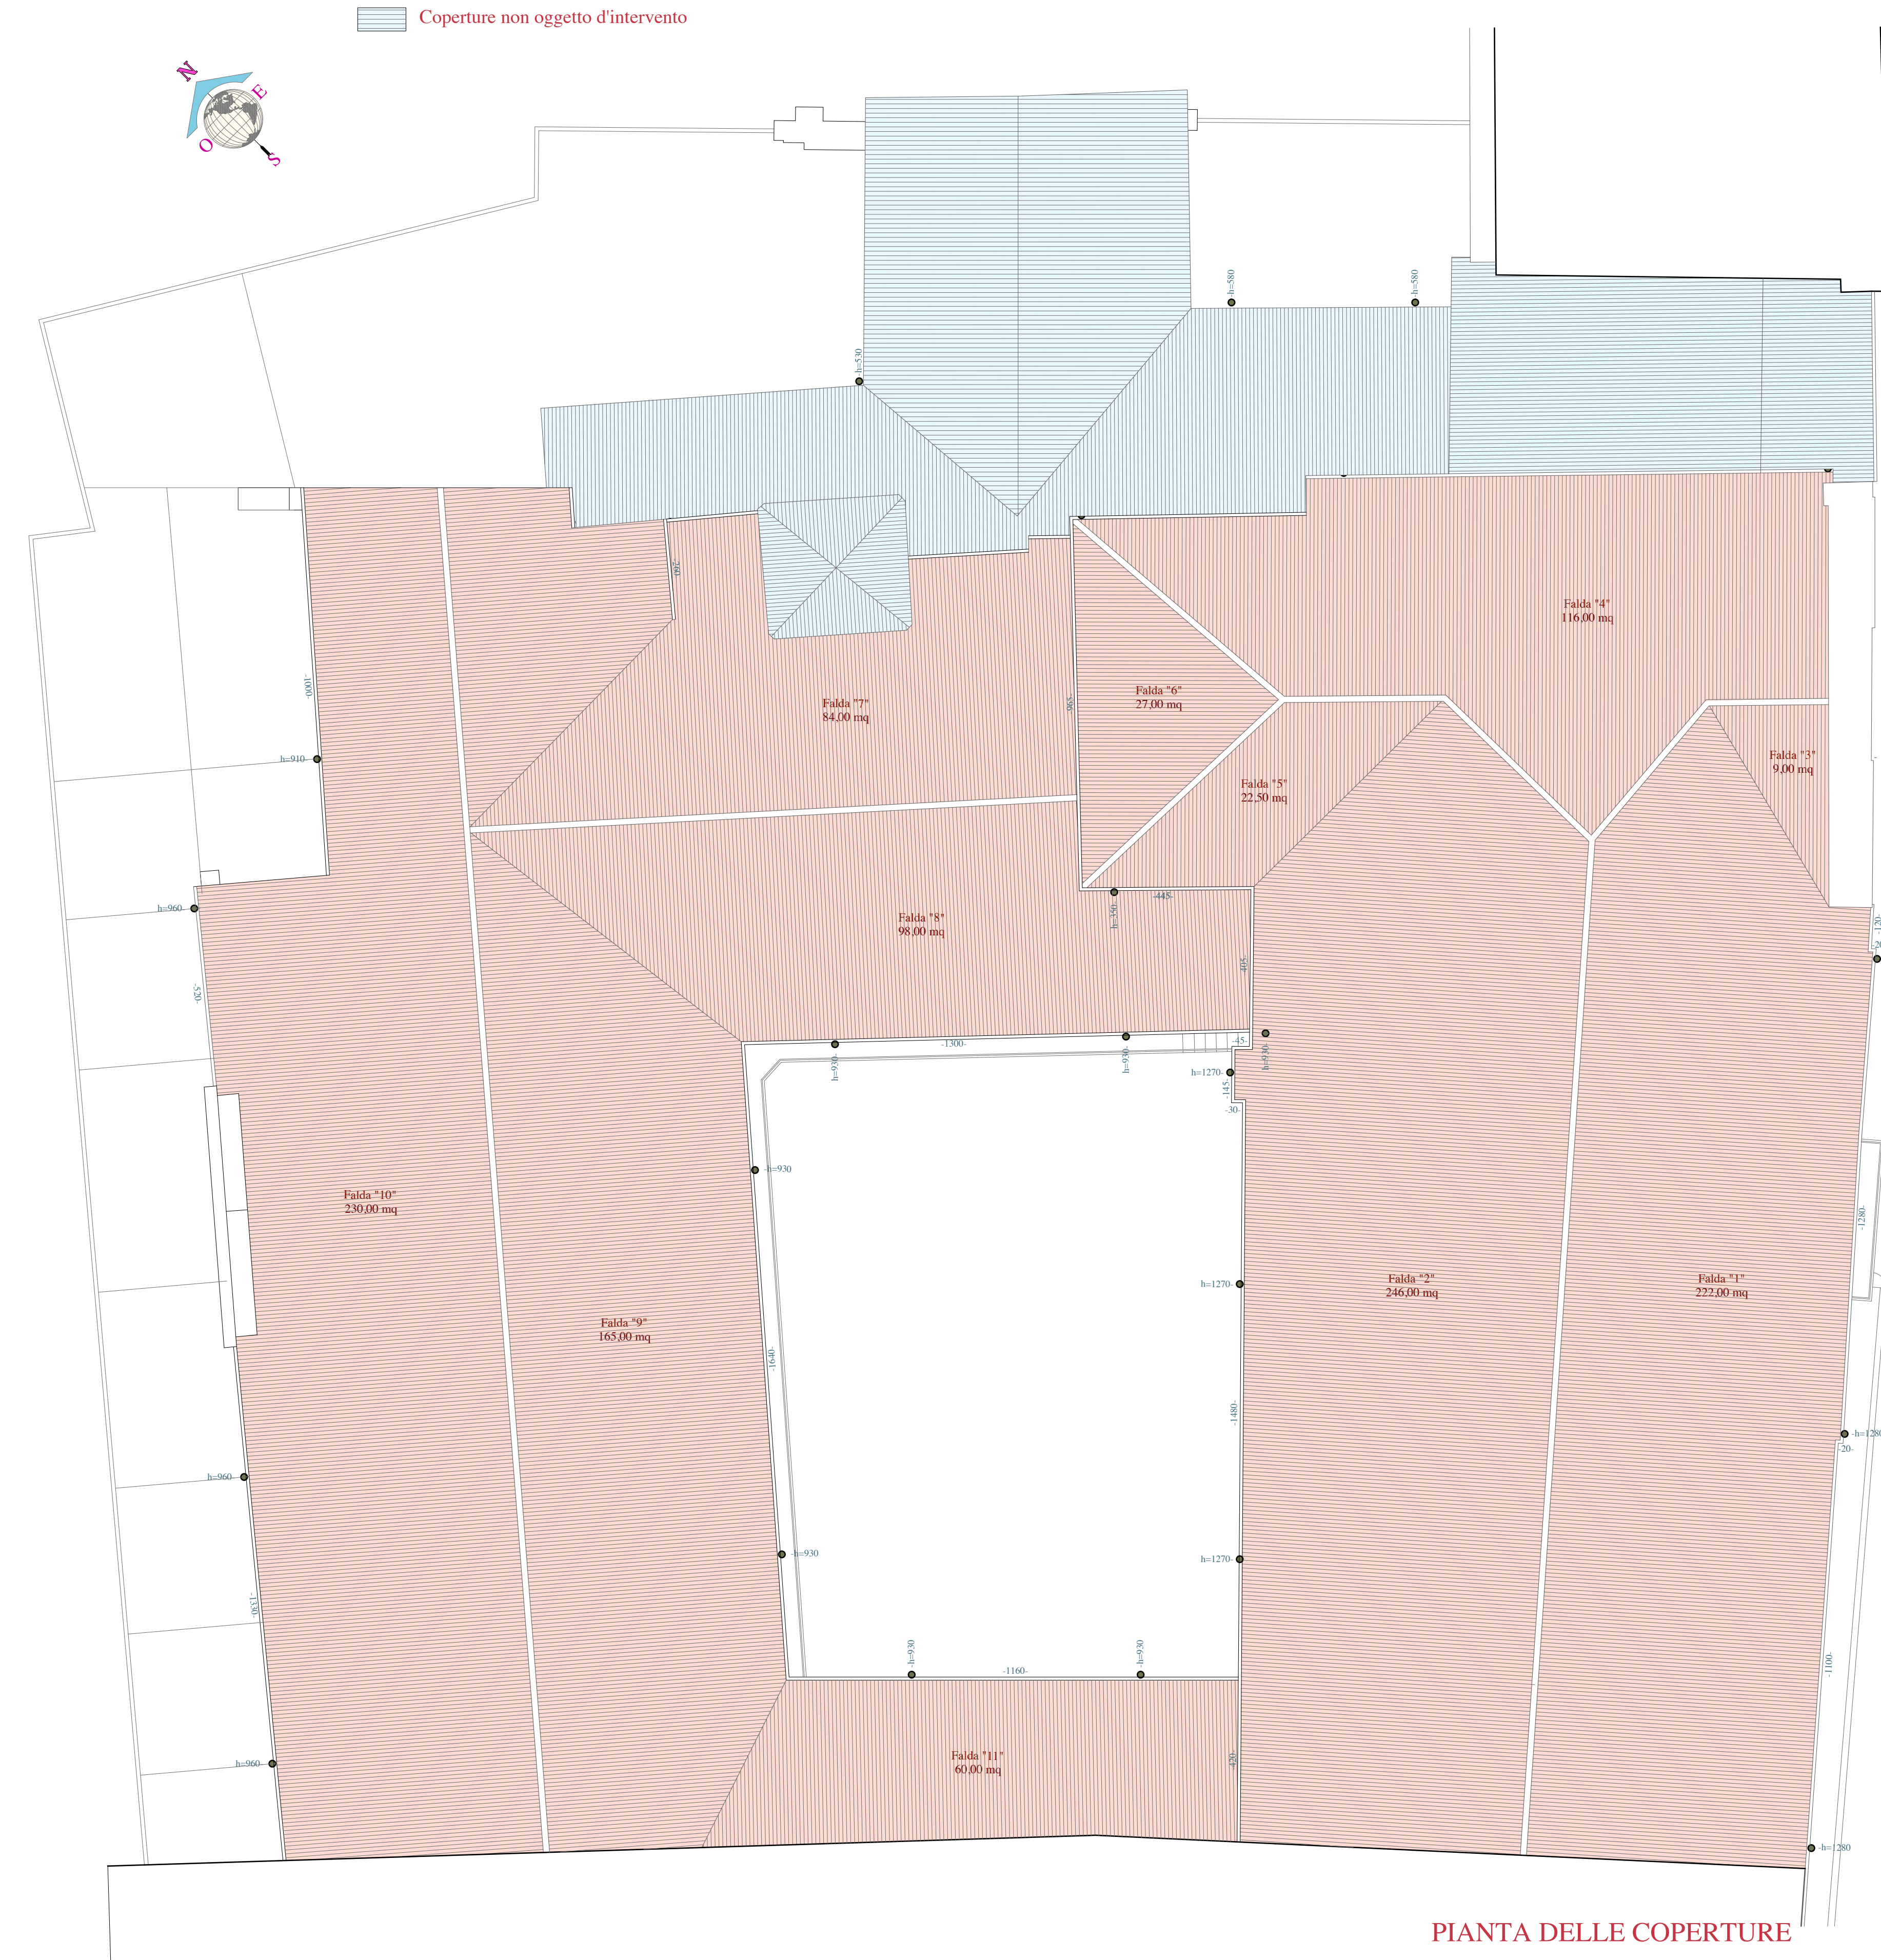 Coperture non oggetto d'intervento
N
E
O
S
-h=580
-h=580
-h=530
-260-
Falda "4"
116,00 mq
-1000-
Falda "6"
27,00 mq
-965-
Falda "7"
84,00 mq
h=910-
Falda "3"
9,00 mq
Falda "5"
22,50 mq
-445-
h=350-
h=960-
Falda "8"
98,00 mq
-120-
-405-
-520-
-1300-
-45-
h=930-
h=930-
h=930-
h=1270-
-145-
-30-
-h=930
Falda "10"
230,00 mq
-1280-
Falda "2"
246,00 mq
Falda "1"
222,00 mq
h=1270-
Falda "9"
165,00 mq
-1640-
-1480-
-h=1280
-20-
h=960-
-h=930
h=1270-
-1330-
-h=930
-h=930
-1160-
-1100-
Falda "11"
60,00 mq
-420-
h=960-
-h=1280
PIANTA DELLE COPERTURE